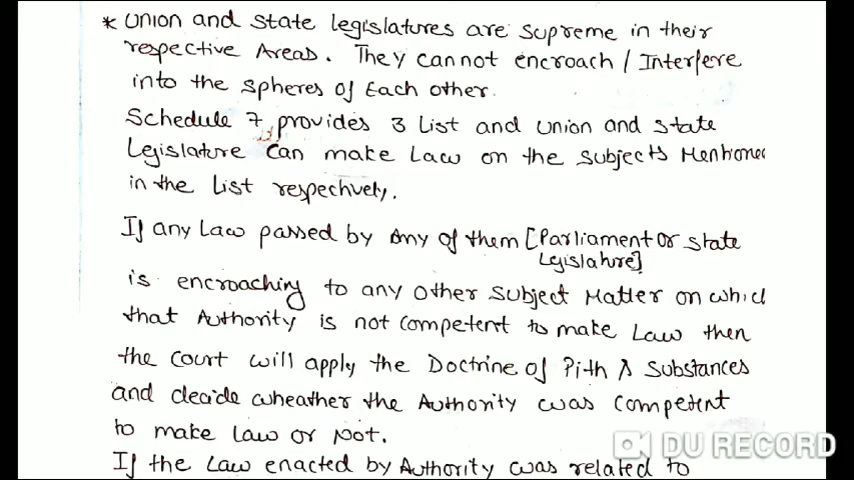 * Union and State legislatures are supreme in their
respective Areas. They cannot encroach / Interfere
into the spheres of Each other.
Schedule 7 provides 3 List and Union and State
Legislature Can make Law on the subjects Mentioned
in the List respectively.
If any Law passed by Any of them [Parliament Or State
Legislature]
is encroaching to any Other Subject Matter on which
that Authority is not competent to make Law then
the Court will apply the Doctrine of Pith & Substances
and decide wheather the Authority was Competent
to make law or Not.
If the Law enacted by Authority was related to
DU RECORD